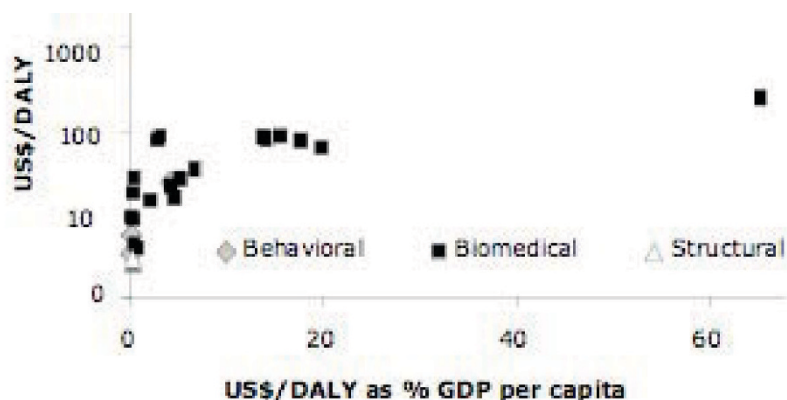 US$/DALY
1000
100
10
0
Behavioral Biomedical Structural
0 20 40 60
US$/DALY as % GDP per capita